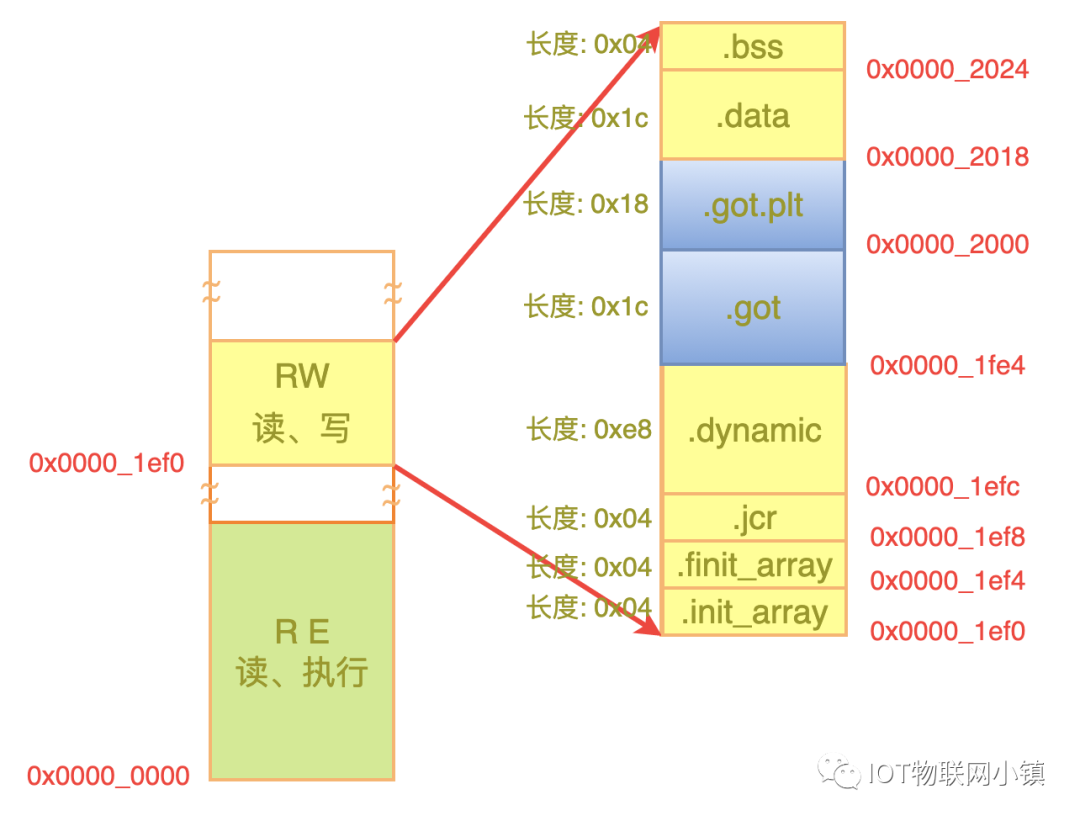 长度: 0x04
.bss
0x0000_2024
长度: 0x1c
.data
0x0000_2018
长度: 0x18
.got.plt
0x0000_2000
长度: 0x1c
.got
0x0000_1fe4
RW
读、写
0x0000_1ef0
长度: 0xe8
.dynamic
0x0000_1efc
长度: 0x04
.jcr
0x0000_1ef8
长度: 0x04
.finit_array
0x0000_1ef4
长度: 0x04
.init_array
0x0000_1ef0
R E
读、执行
0x0000_0000
IOT物联网小镇